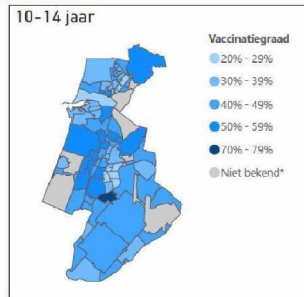 10-14 jaar
Vaccinatiegraad
20% - 29%
30% - 39%
40% - 49%
50% - 59%
70% - 79%
Niet bekend*